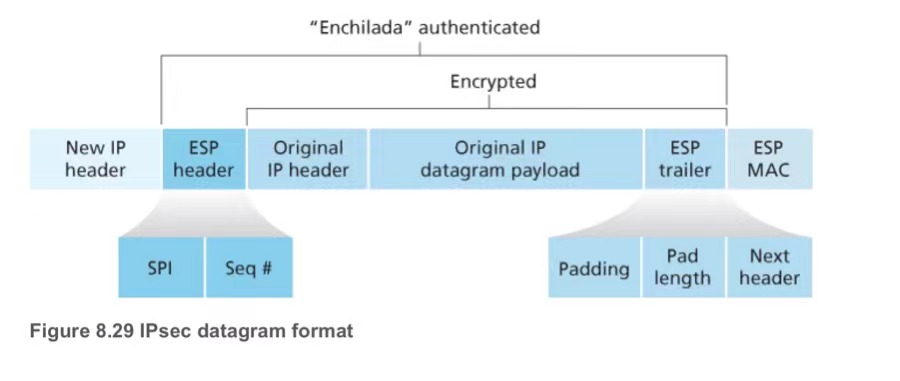 “Enchilada” authenticated
Encrypted
New IP
header
ESP
header
Original
IP header
Original IP
datagram payload
ESP
trailer
ESP
MAC
SPI
Seq #
Padding
Pad
length
Next
header
Figure 8.29 IPsec datagram format